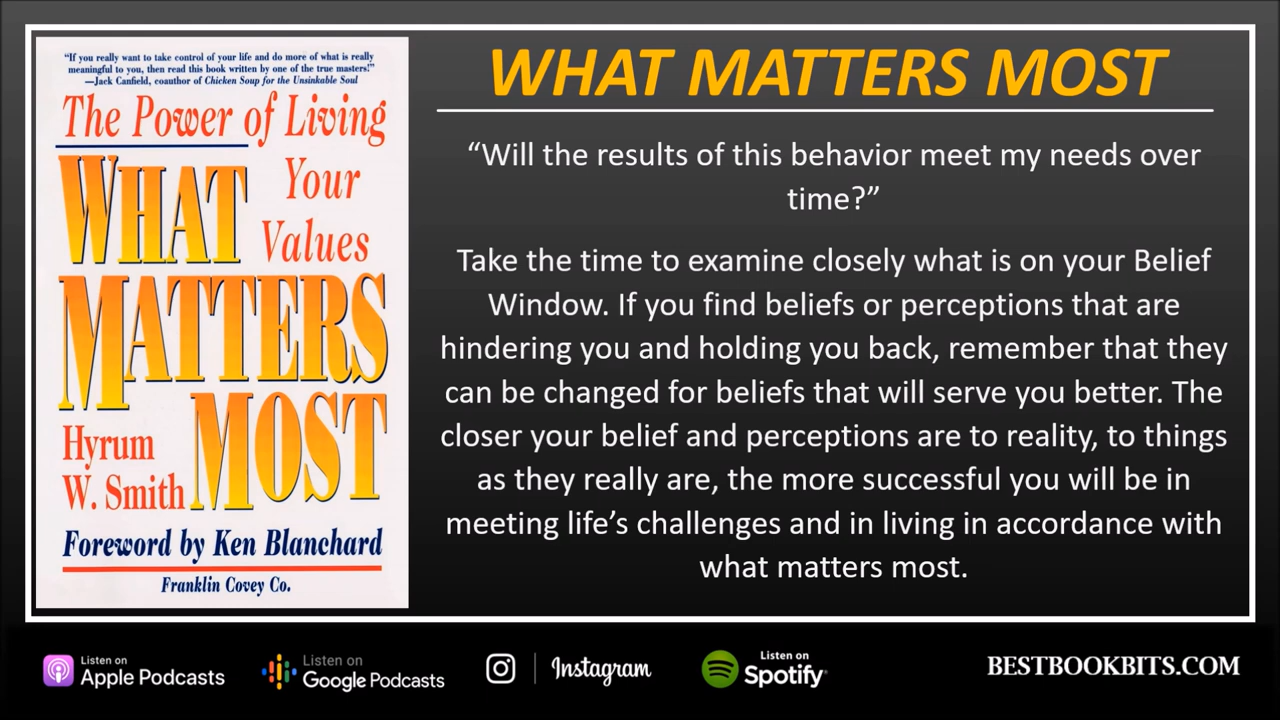 “If you really want to take control of your life and do more of what is really
meaningful to you, then read this book written by one of the true masters!”
—Jack Canfield, coauthor of Chicken Soup for the Unsinkable Soul
The Power of Living
Your
Values
WHAT
MATTERS
MOST
Hyrum
W. Smith
Foreword by Ken Blanchard
Franklin Covey Co.
WHAT MATTERS MOST
“Will the results of this behavior meet my needs over
time?”
Take the time to examine closely what is on your Belief
Window. If you find beliefs or perceptions that are
hindering you and holding you back, remember that they
can be changed for beliefs that will serve you better. The
closer your belief and perceptions are to reality, to things
as they really are, the more successful you will be in
meeting life’s challenges and in living in accordance with
what matters most.
Listen on
Apple Podcasts
Listen on
Google Podcasts
Instagram
Listen on
Spotify
BESTBOOKBITS.COM